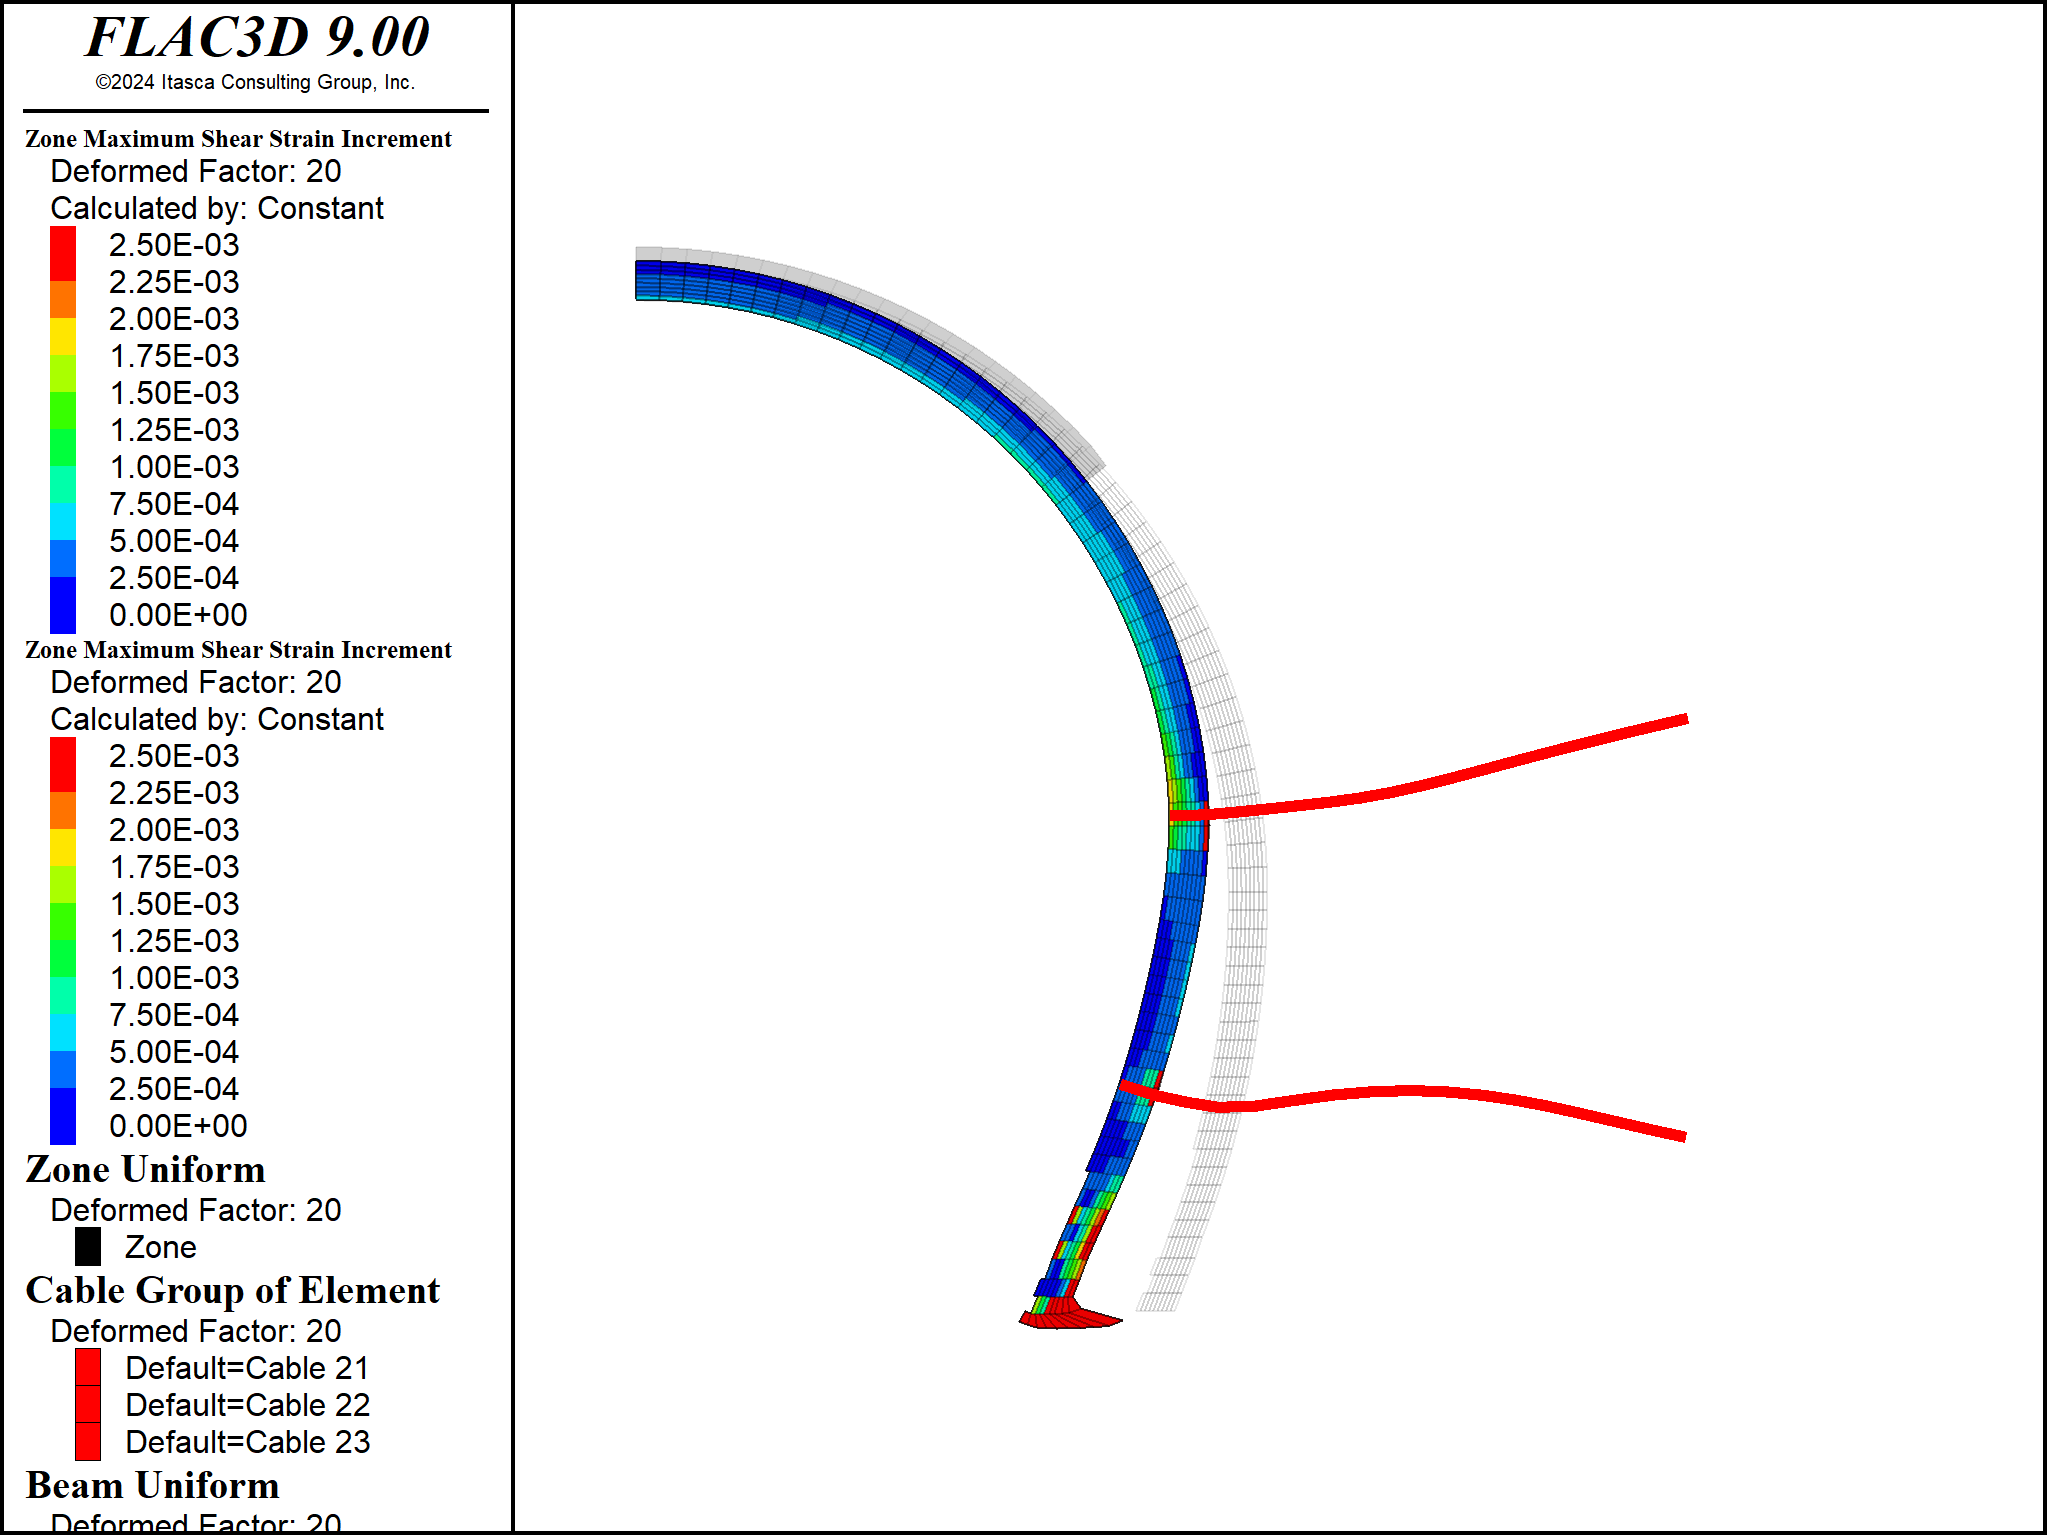 FLAC3D 9.00
©2024 Itasca Consulting Group, Inc.
Zone Maximum Shear Strain Increment
Deformed Factor: 20
Calculated by: Constant
2.50E-03
2.25E-03
2.00E-03
1.75E-03
1.50E-03
1.25E-03
1.00E-03
7.50E-04
5.00E-04
2.50E-04
0.00E+00
Zone Maximum Shear Strain Increment
Deformed Factor: 20
Calculated by: Constant
2.50E-03
2.25E-03
2.00E-03
1.75E-03
1.50E-03
1.25E-03
1.00E-03
7.50E-04
5.00E-04
2.50E-04
0.00E+00
Zone Uniform
Deformed Factor: 20
Zone
Cable Group of Element
Deformed Factor: 20
Default=Cable 21
Default=Cable 22
Default=Cable 23
Beam Uniform
Deformed Factor: 20